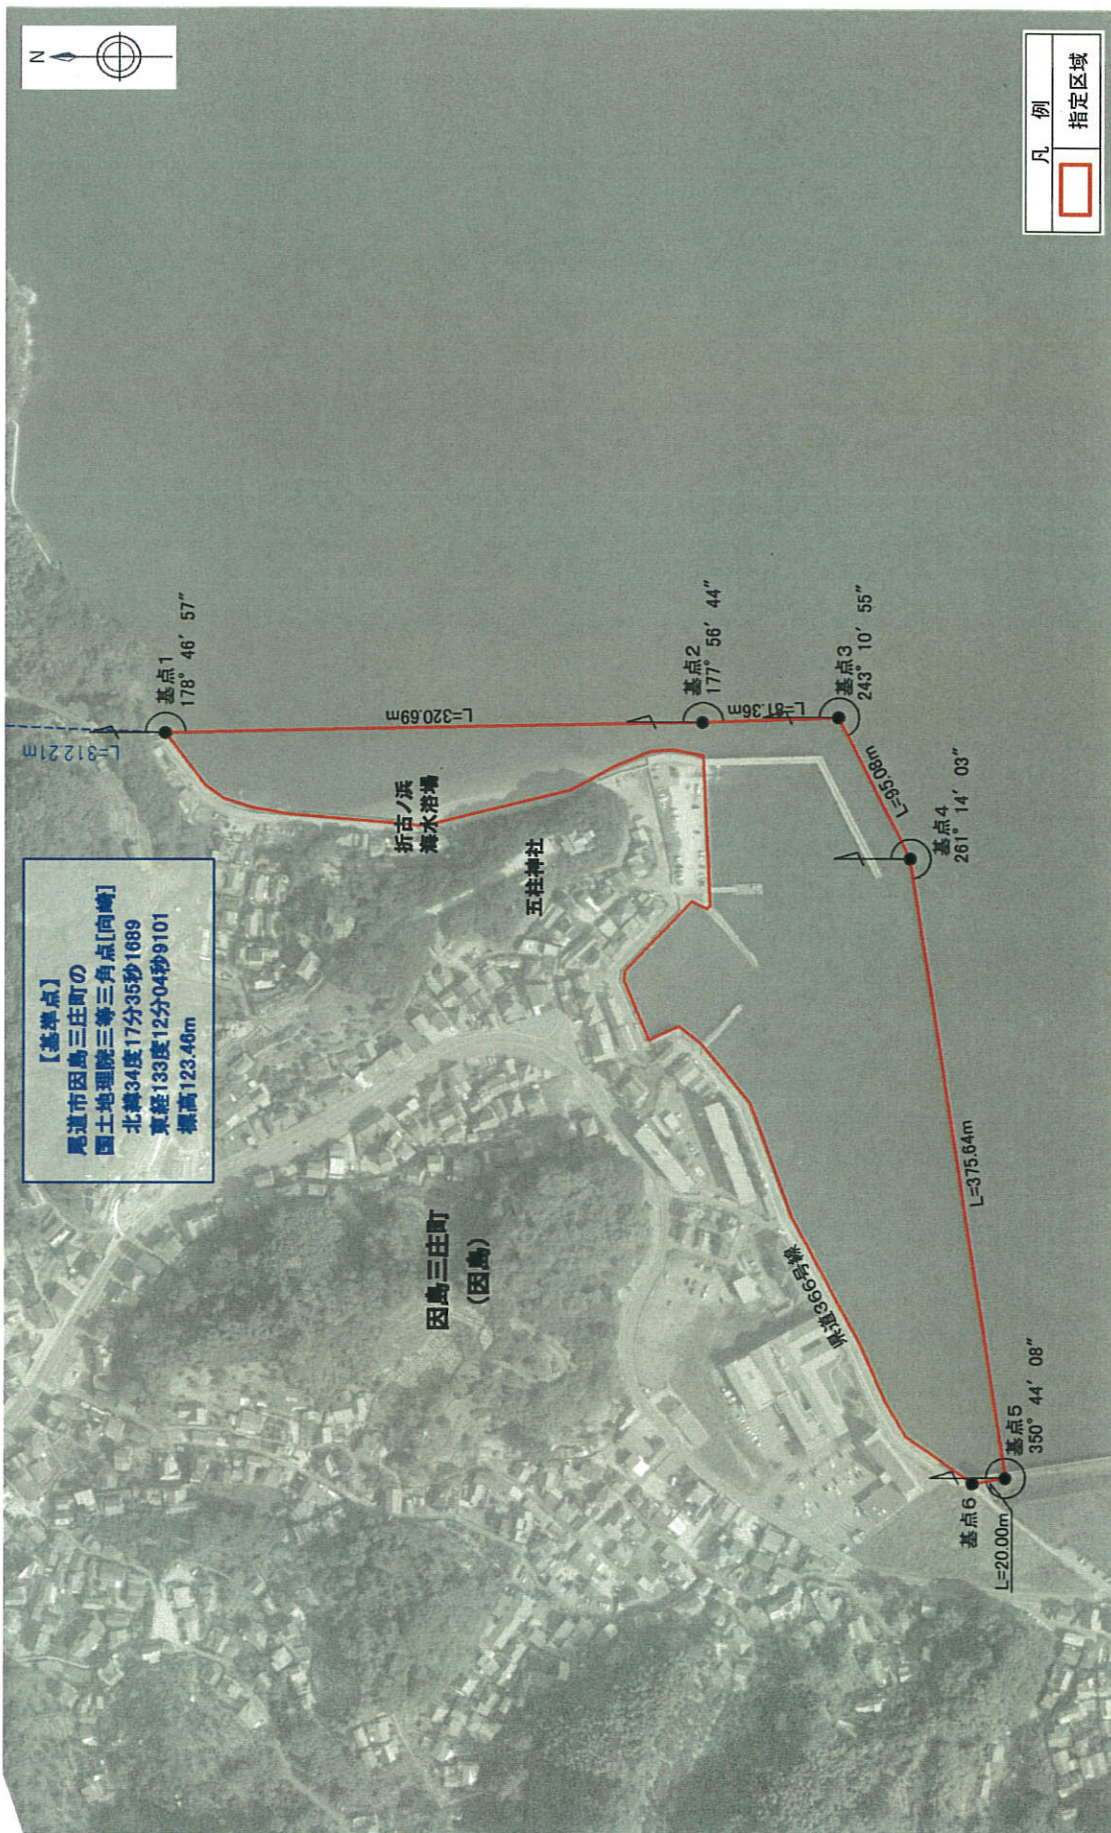 N
凡　例
指定区域
【基準点】
尾道市因島三庄町の
国土地理院三等三角点[向崎]
北緯34度17分35秒1689
東経133度12分04秒9101
標高123.46m
L=312.21m
基点1
178° 46′ 57″
L=320.69m
折古ノ浜
海水浴場
五柱神社
基点2
177° 56′ 44″
L=81.36m
基点3
243° 10′ 55″
L=95.08m
基点4
261° 14′ 03″
L=375.64m
因島三庄町
(因島)
県道366号線
基点5
350° 44′ 08″
基点6
L=20.00m